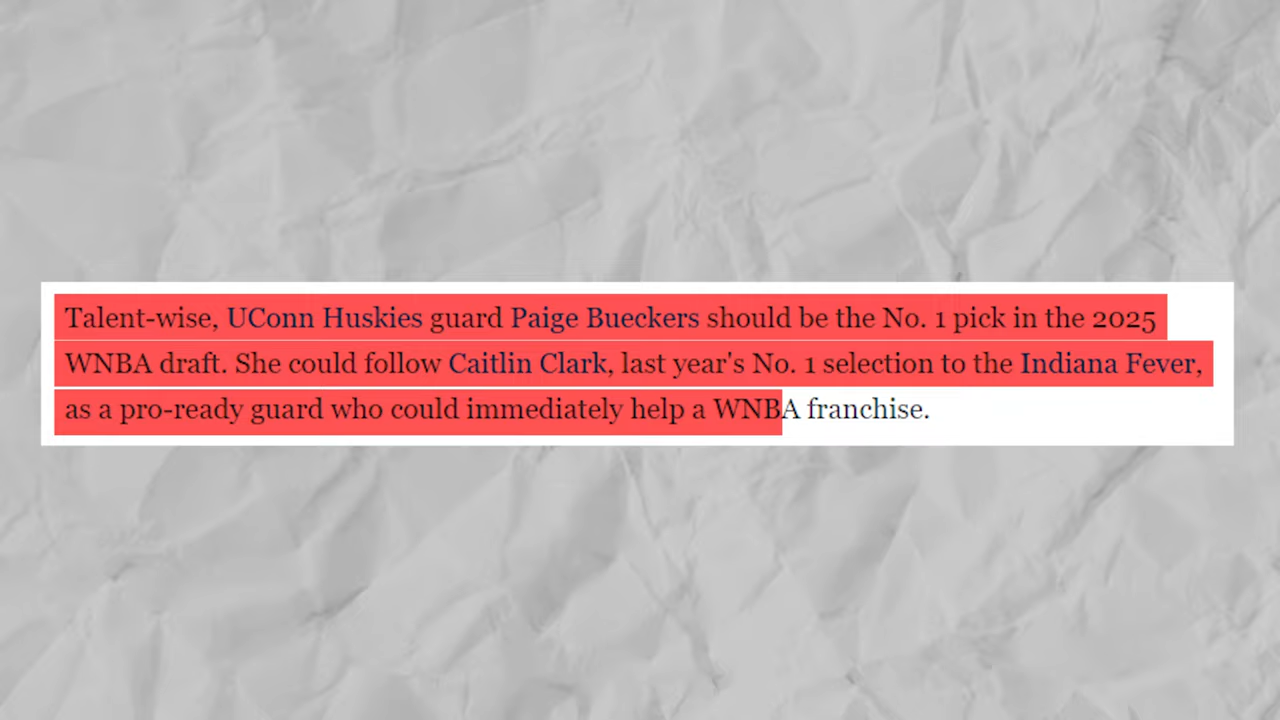 Talent-wise, UConn Huskies guard Paige Bueckers should be the No. 1 pick in the 2025
WNBA draft. She could follow Caitlin Clark, last year's No. 1 selection to the Indiana Fever,
as a pro-ready guard who could immediately help a WNBA franchise.